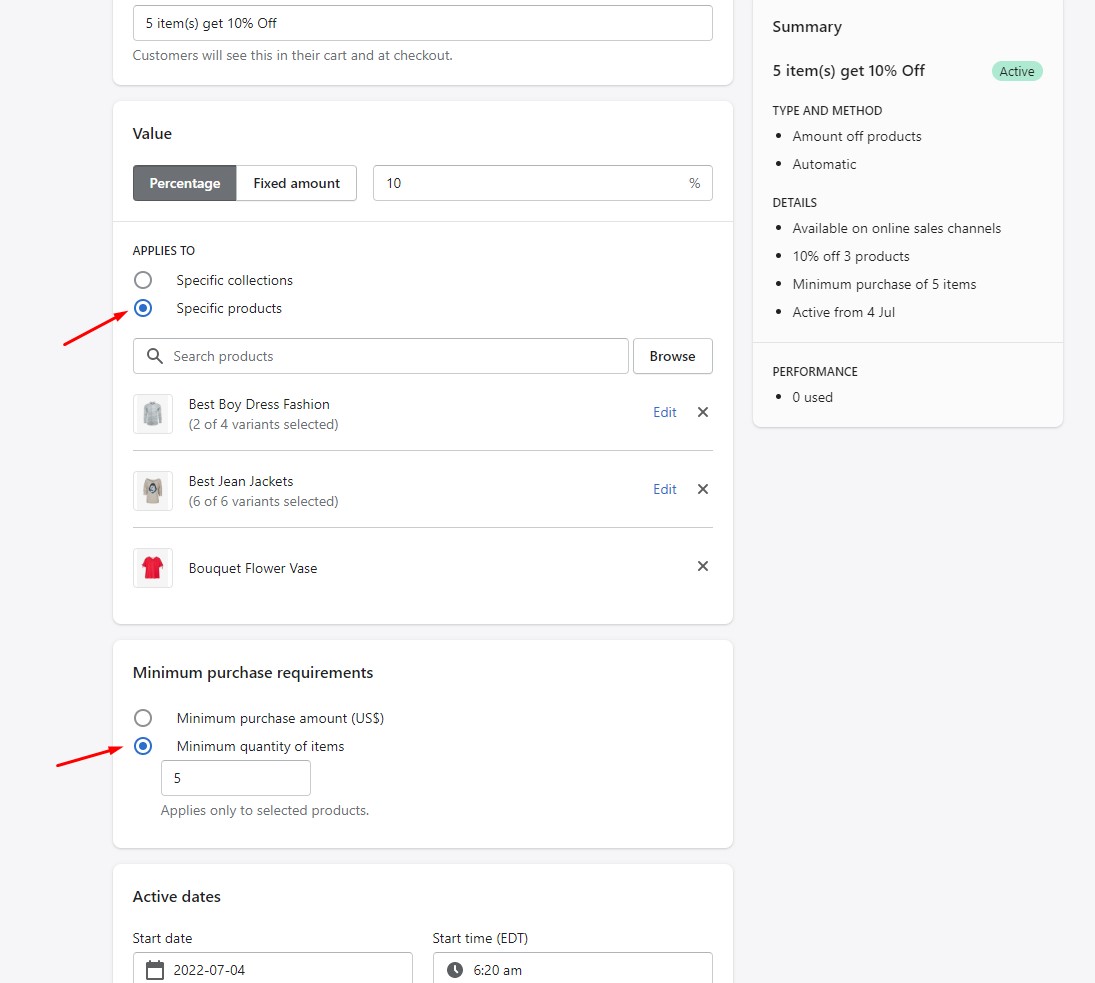 5 item(s) get 10% Off
Customers will see this in their cart and at checkout.
Value
Percentage
Fixed amount
10
%
APPLIES TO
Specific collections
Specific products
Search products
Browse
Best Boy Dress Fashion
(2 of 4 variants selected)
Edit
Best Jean Jackets
(6 of 6 variants selected)
Edit
Bouquet Flower Vase
Minimum purchase requirements
Minimum purchase amount (US$)
Minimum quantity of items
5
Applies only to selected products.
Active dates
Start date
Start time (EDT)
2022-07-04
6:20 am
Summary
5 item(s) get 10% Off
Active
TYPE AND METHOD
• Amount off products
• Automatic
DETAILS
• Available on online sales channels
• 10% off 3 products
• Minimum purchase of 5 items
• Active from 4 Jul
PERFORMANCE
• 0 used